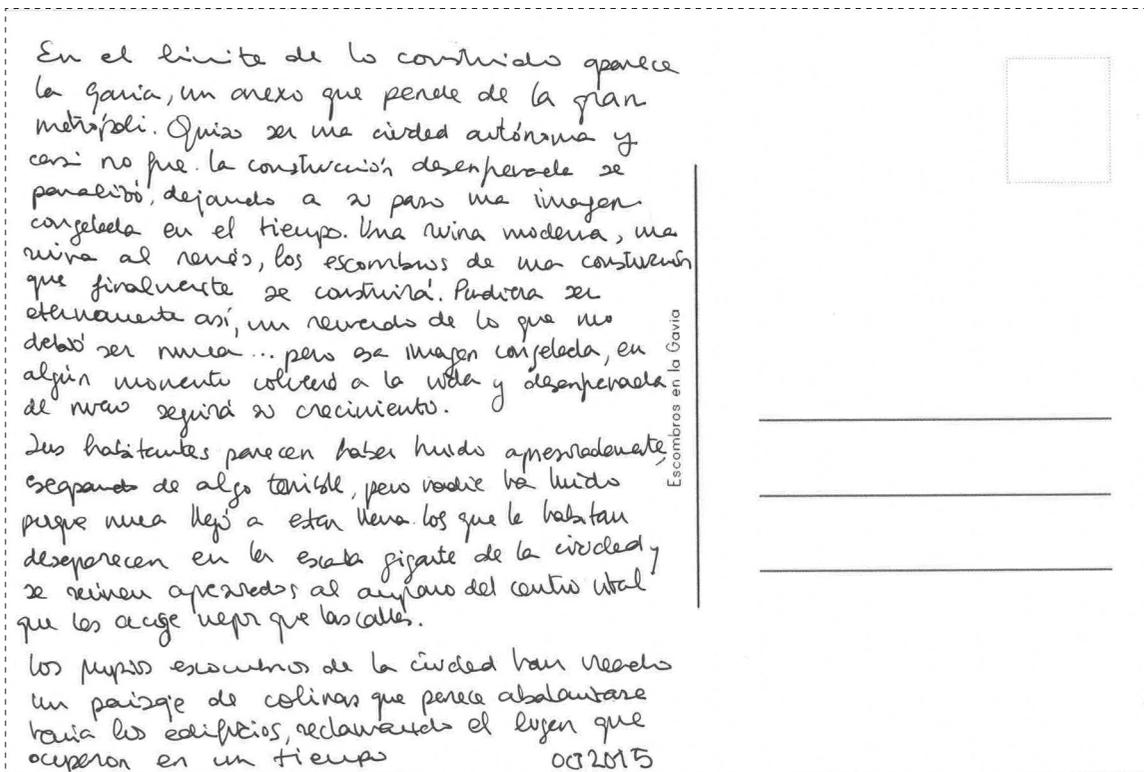 En el límite de lo construido aparece
la Gavia, un anexo que pende de la gran
metrópoli. Quiso ser una ciudad autónoma y
casi no fue. la construcción desesperada se
paralizó, dejando a su paso una imagen
congelada en el tiempo. Una ruina moderna, una
ruina al revés, los escombros de una construcción
que finalmente se construirá. Pudiera ser
eternamente así, un recuerdo de lo que no
debió ser nunca... pero esa imagen congelada, en
algún momento volverá a la vida y desesperada
de nuevo seguirá su crecimiento.
Sus habitantes parecen haber huido apresuradamente,
escapando de algo terrible, pero nadie ha huido
porque nunca llegó a estar llena. los que la habitan
desaparecen en la escala gigante de la ciudad y
se reúnen apresurados al amparo del centro
que los acoge mejor que las calles.
los propios escombros de la ciudad han creado
un paisaje de colinas que parece abalanzarse
hacia los edificios, reclamando el lugar que
ocuparon en un tiempo
oct 2015
Escombros en la Gavia